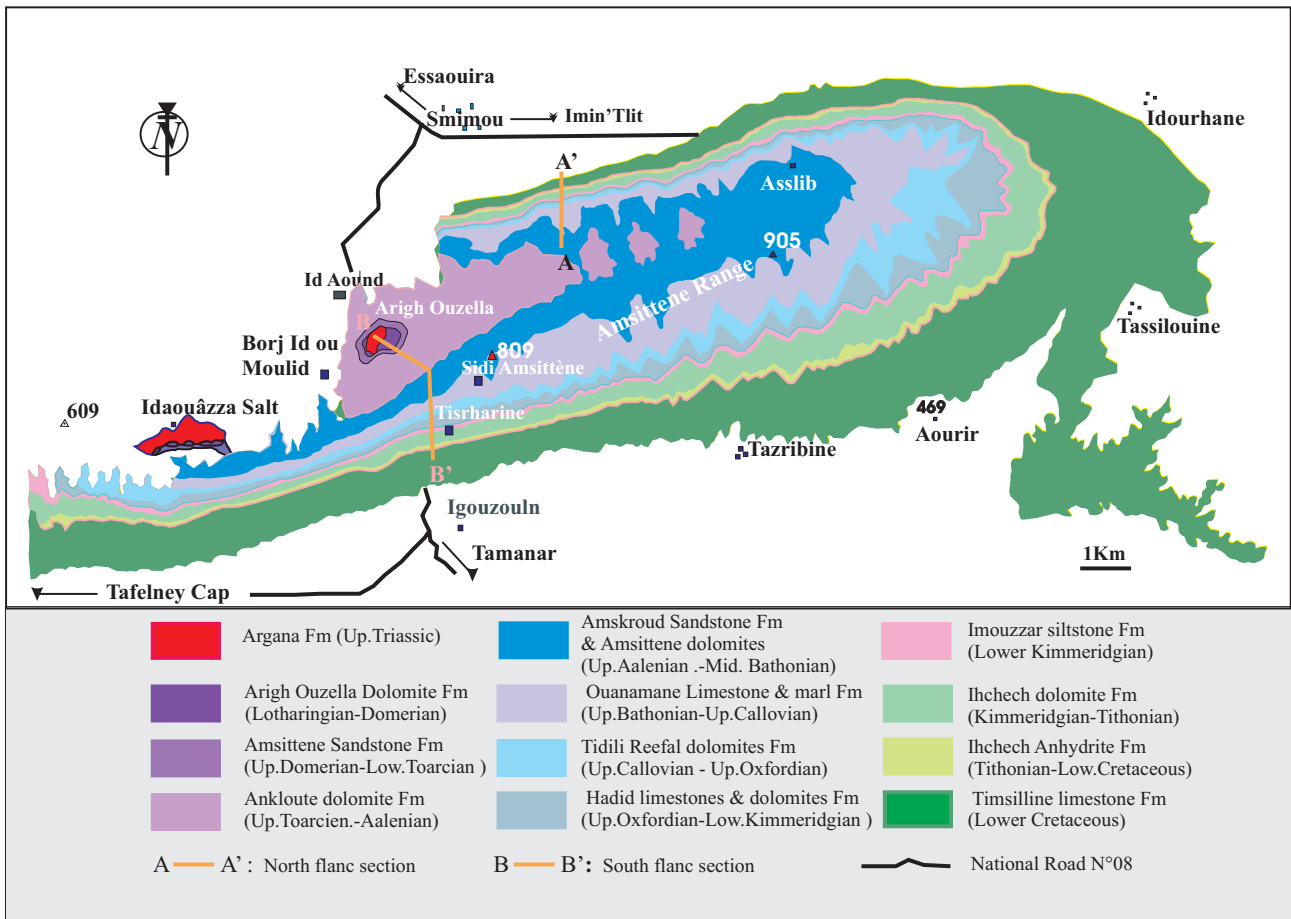 Essaouira
Smimou
Imin'Tlit
Idourhane
N
A'
Asslib
905
A
Id Aound
Arigh Ouzella
Amsittene Range
B
Tassilouine
Borj Id ou
Moulid
809
Sidi Amsittène
609
Idaouâzza Salt
Tisrharine
469
Aourir
Tazribine
B'
Igouzouln
Tamanar
1Km
Tafelney Cap
Argana Fm (Up.Triassic)
Arigh Ouzella Dolomite Fm
(Lotharingian-Domerian)
Amsittene Sandstone Fm
(Up.Domerian-Low.Toarcian )
Ankloute dolomite Fm
(Up.Toarcien.-Aalenian)
Amskroud Sandstone Fm
& Amsittene dolomites
(Up.Aalenian .-Mid. Bathonian)
Ouanamane Limestone & marl Fm
(Up.Bathonian-Up.Callovian)
Tidili Reefal dolomites Fm
(Up.Callovian - Up.Oxfordian)
Hadid limestones & dolomites Fm
(Up.Oxfordian-Low.Kimmeridgian )
Imouzzar siltstone Fm
(Lower Kimmeridgian)
Ihchech dolomite Fm
(Kimmeridgian-Tithonian)
Ihchech Anhydrite Fm
(Tithonian-Low.Cretaceous)
Timsilline limestone Fm
(Lower Cretaceous)
A A' : North flanc section
B B': South flanc section
National Road N°08